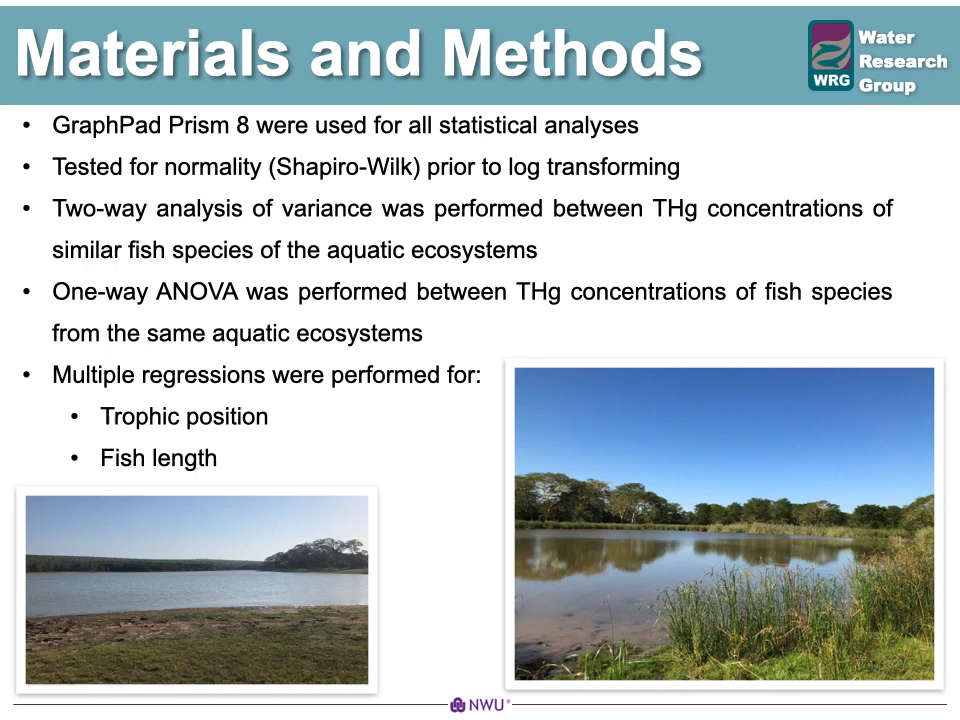 Materials and Methods
WRG
Water
Research
Group
• GraphPad Prism 8 were used for all statistical analyses
• Tested for normality (Shapiro-Wilk) prior to log transforming
• Two-way analysis of variance was performed between THg concentrations of
similar fish species of the aquatic ecosystems
• One-way ANOVA was performed between THg concentrations of fish species
from the same aquatic ecosystems
• Multiple regressions were performed for:
• Trophic position
• Fish length
NWU®